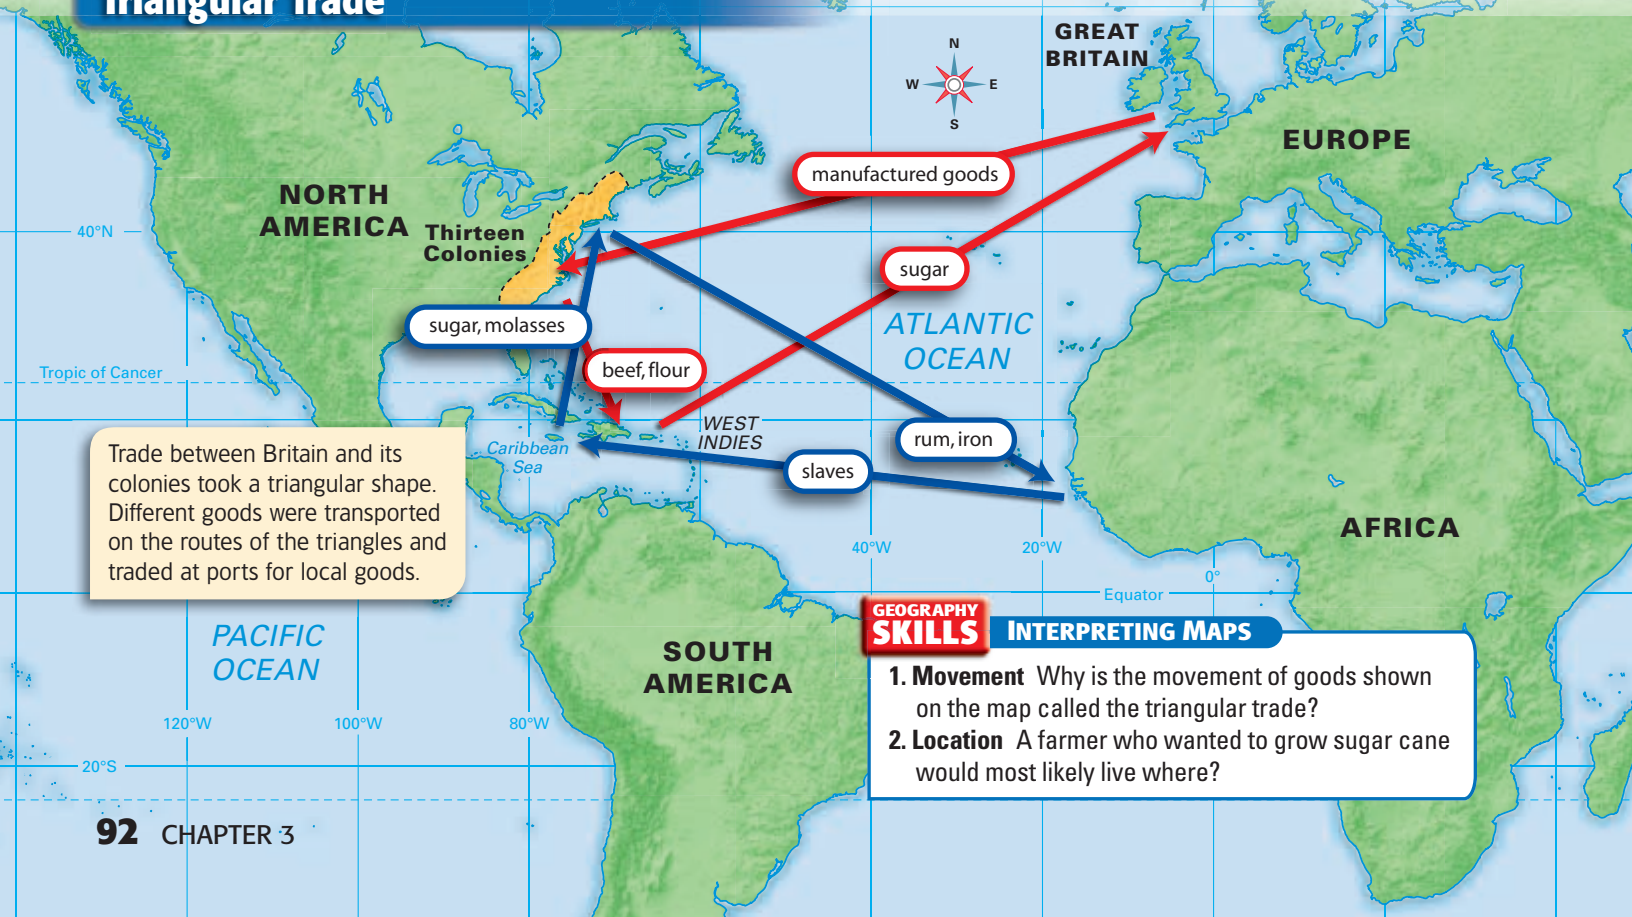 Triangular Trade
GREAT
BRITAIN
N
W E
S
EUROPE
manufactured goods
NORTH
AMERICA
Thirteen
Colonies
40°N
sugar
ATLANTIC
OCEAN
sugar, molasses
beef, flour
Tropic of Cancer
WEST
INDIES
rum, iron
Caribbean
Sea
slaves
Trade between Britain and its
colonies took a triangular shape.
Different goods were transported
on the routes of the triangles and
traded at ports for local goods.
AFRICA
40°W
20°W
0°
Equator
PACIFIC
OCEAN
SOUTH
AMERICA
120°W
100°W
80°W
20°S
GEOGRAPHY
SKILLS
INTERPRETING MAPS
1. Movement Why is the movement of goods shown
on the map called the triangular trade?
2. Location A farmer who wanted to grow sugar cane
would most likely live where?
92 CHAPTER 3